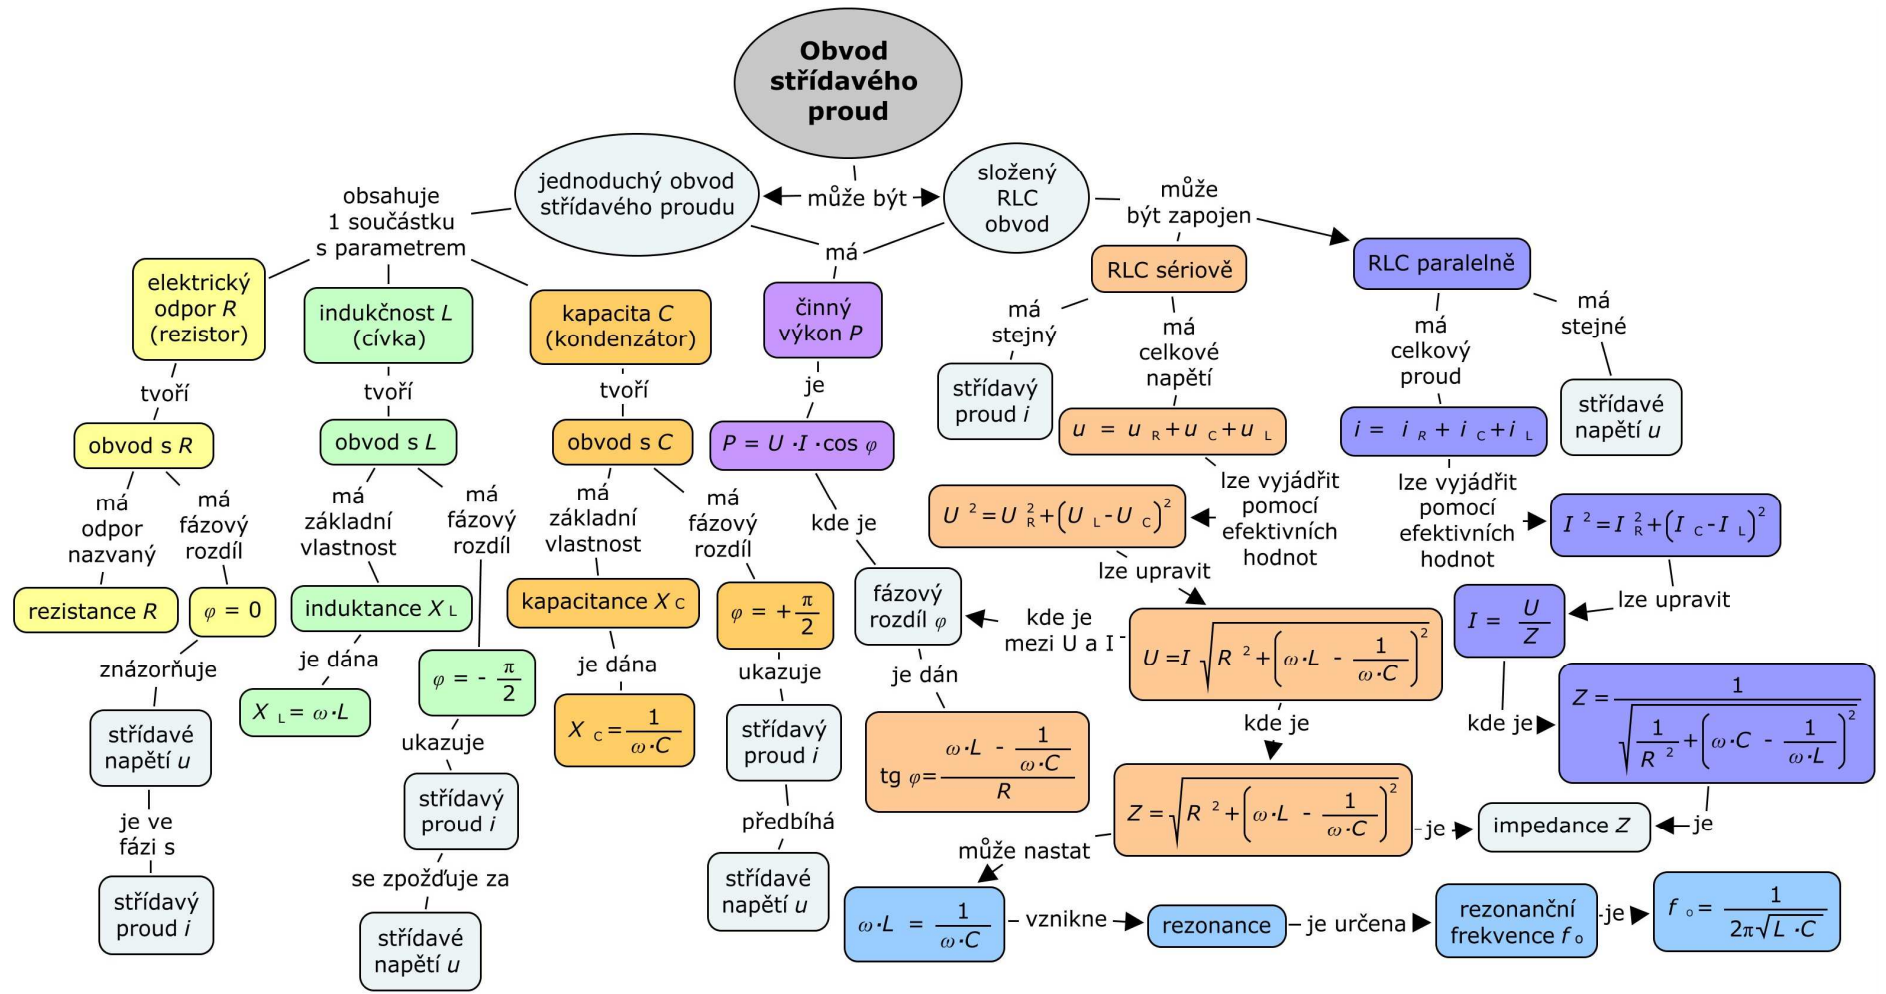 Obvod
střídavého
proud
jednoduchý obvod
střídavého proudu
může být
složený
RLC
obvod
obsahuje
1 součástku
s parametrem
má
může
být zapojen
elektrický
odpor R
(rezistor)
tvoří
obvod s R
má
odpor
nazvaný
rezistance R
má
fázový
rozdíl
φ = 0
znázorňuje
střídavé
napětí u
je ve
fázi s
střídavý
proud i
indukčnost L
(cívka)
tvoří
obvod s L
má
základní
vlastnost
induktance X L
je dána
X L = ω·L
má
fázový
rozdíl
φ = - π/2
ukazuje
střídavý
proud i
se zpožďuje za
střídavé
napětí u
kapacita C
(kondenzátor)
tvoří
obvod s C
má
základní
vlastnost
kapacitance X C
je dána
X C = 1/ω·C
má
fázový
rozdíl
φ = + π/2
ukazuje
střídavý
proud i
předbíhá
střídavé
napětí u
činný
výkon P
je
P = U ·I ·cos φ
kde je
fázový
rozdíl φ
je dán
tg φ = (ω·L - 1/ω·C)/R
RLC sériově
má
stejný
střídavý
proud i
má
celkové
napětí
u = u R + u C + u L
lze vyjádřit
pomocí
efektivních
hodnot
U ² = U R ² + (U L - U C)²
lze upravit
U = I √(R ² + (ω·L - 1/ω·C)²)
kde je
mezi U a I
kde je
Z = √(R ² + (ω·L - 1/ω·C)²)
je
impedance Z
může nastat
ω·L = 1/ω·C
vznikne
rezonance
je určena
rezonanční
frekvence f o
je
f o = 1/2π√L ·C
RLC paralelně
má
celkový
proud
i = i R + i C + i L
má
stejné
střídavé
napětí u
lze vyjádřit
pomocí
efektivních
hodnot
I ² = I R ² + (I C - I L)²
lze upravit
I = U/Z
kde je
Z = 1/√(1/R ² + (ω·C - 1/ω·L)²)
je